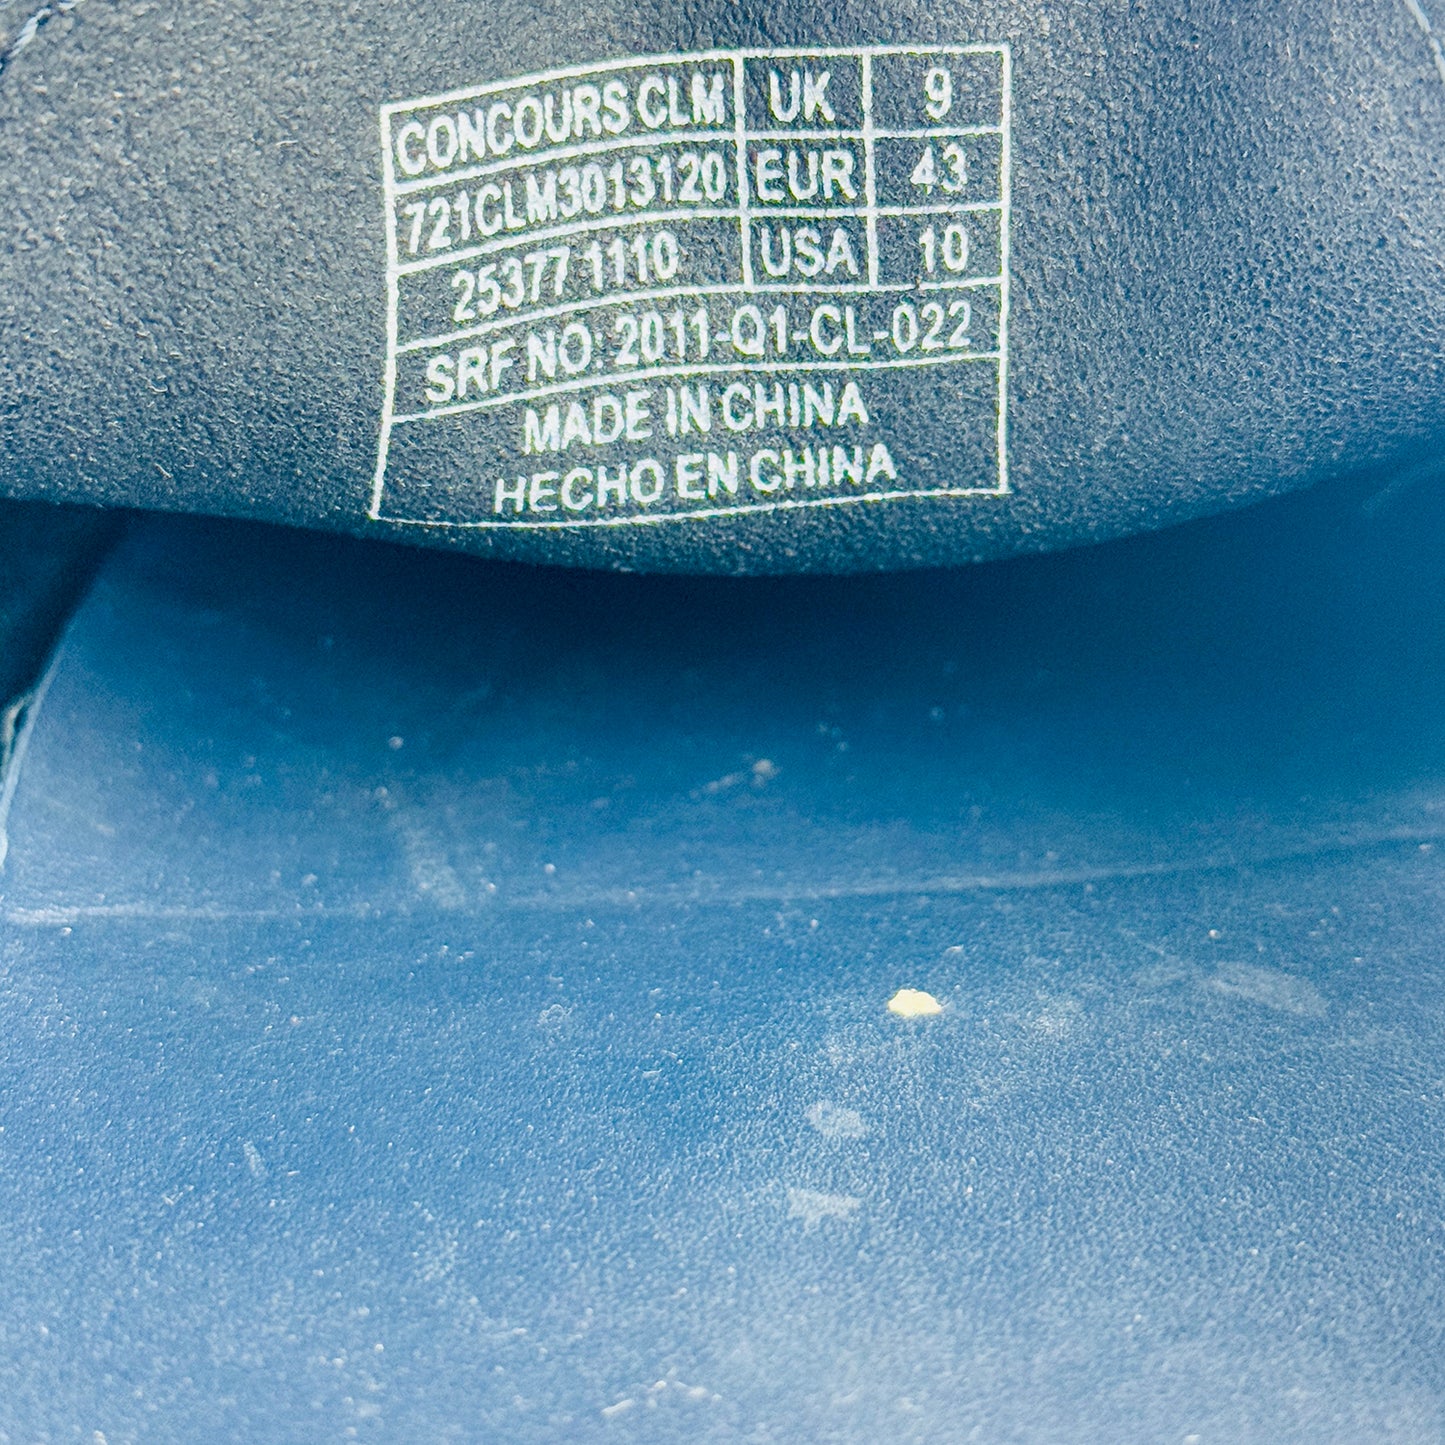 CONCOURS CLM UK 9
721CLM3013120 EUR 43
25377 1110 USA 10
SRF NO: 2011-Q1-CL-022
MADE IN CHINA
HECHO EN CHINA